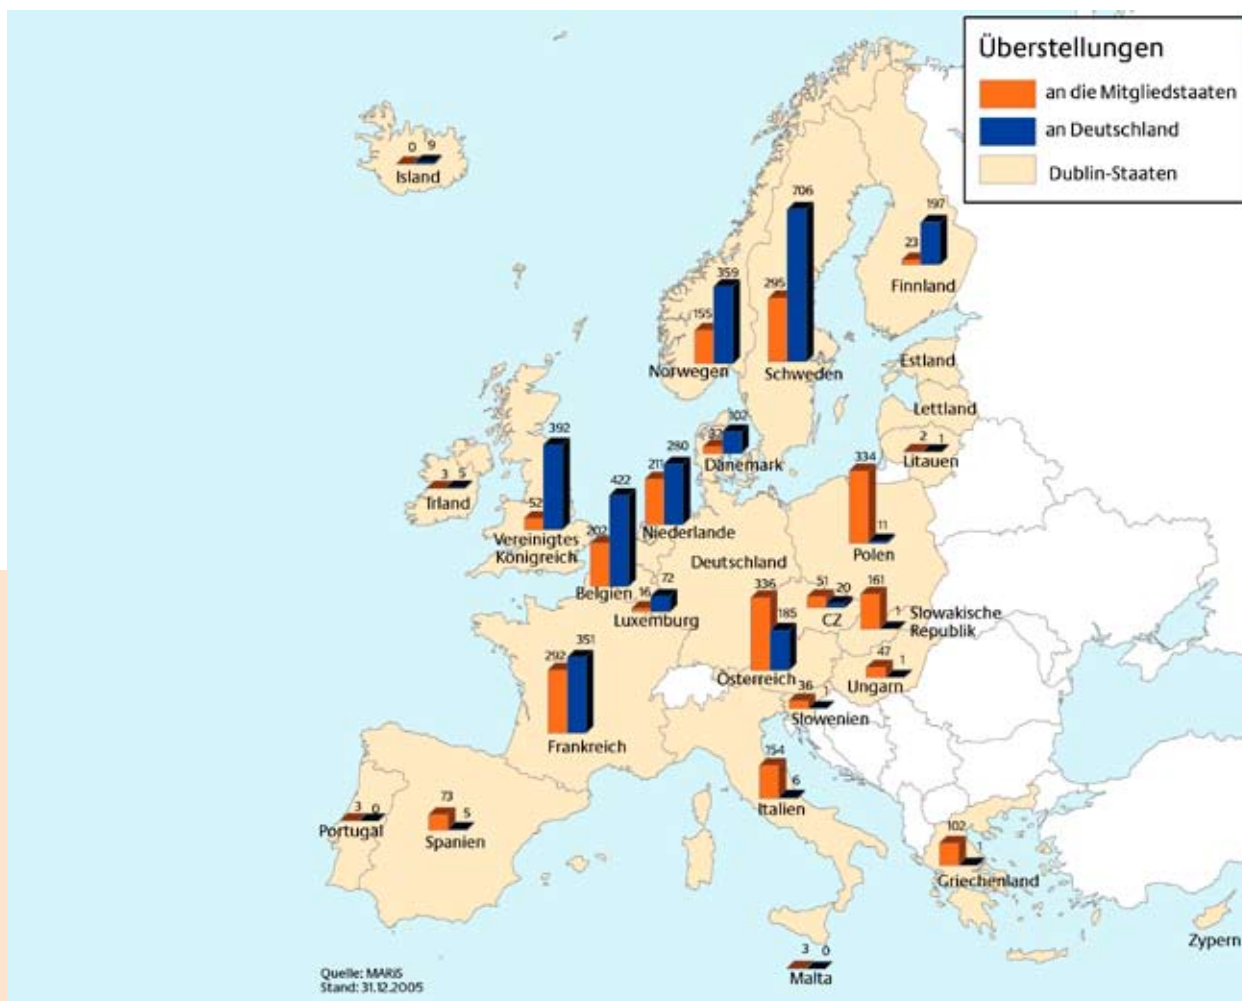 Überstellungen
an die Mitgliedstaaten
an Deutschland
Dublin-Staaten
0 9
Island
706
295
Schweden
197
23
Finnland
359
155
Norwegen
Estland
Lettland
2 1
Litauen
102
Dänemark
392
52
Vereinigtes
Königreich
3 5
Irland
280
211
Niederlande
422
202
Belgien
334
11
Polen
Deutschland
72
16
Luxemburg
336
185
Österreich
51 20
CZ
161
1
Slowakische
Republik
47
1
Ungarn
36 1
Slowenien
351
292
Frankreich
154
6
Italien
3 0
Portugal
73
5
Spanien
102
1
Griechenland
Zypern
3 0
Malta
Quelle: MARiS
Stand: 31.12.2005